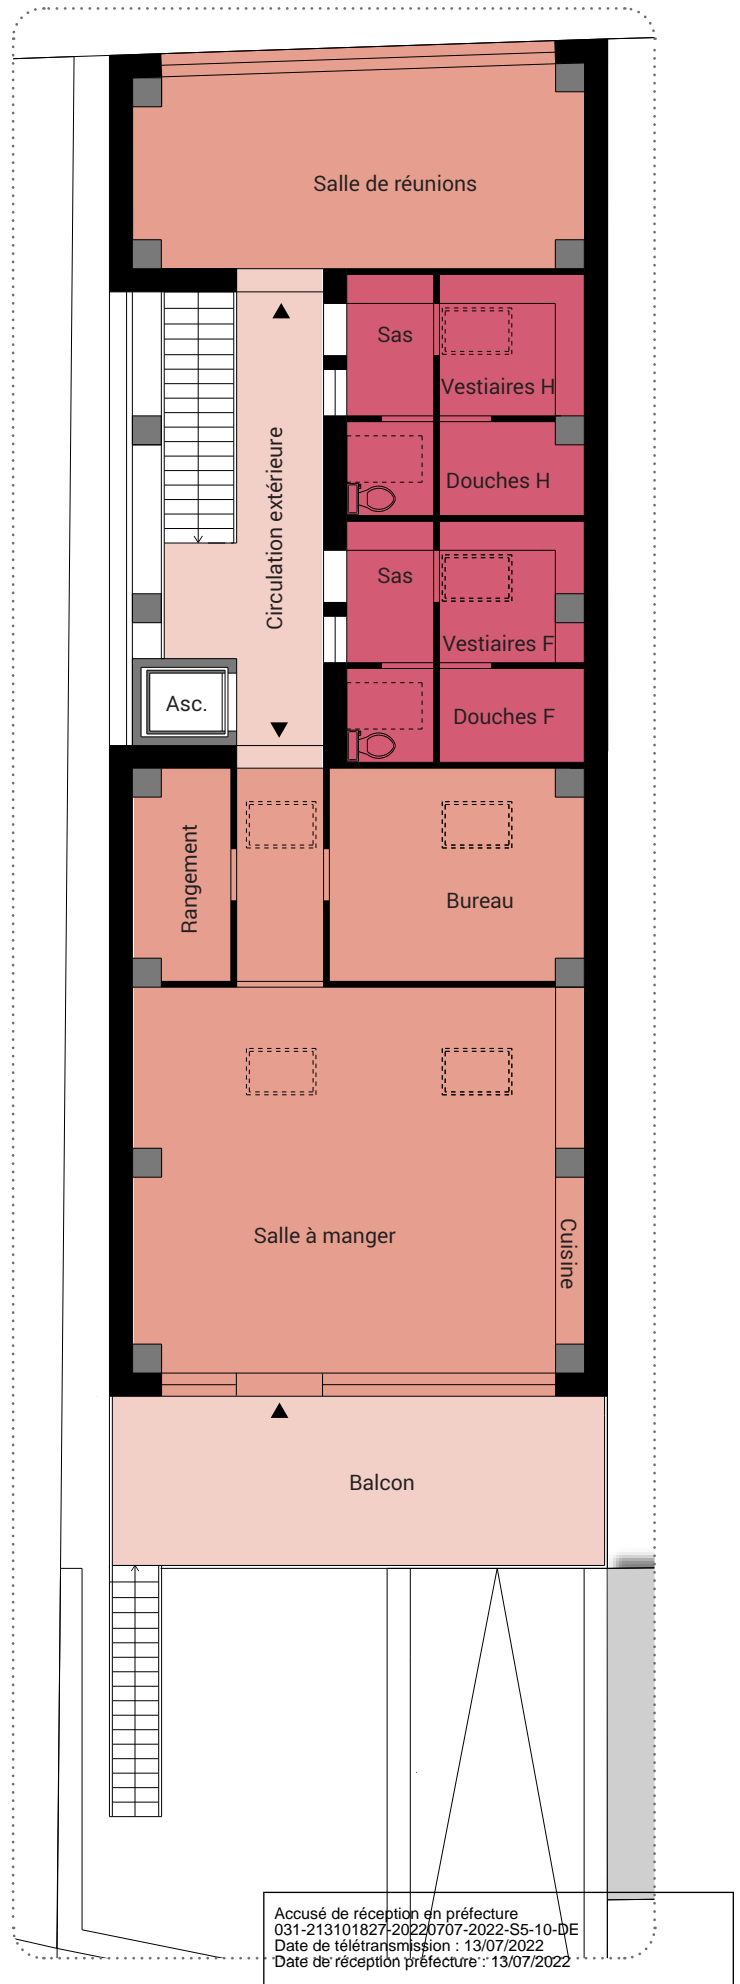 Salle de réunions
Sas
Vestiaires H
Circulation extérieure
Douches H
Sas
Vestiaires F
Asc.
Douches F
Rangement
Bureau
Salle à manger
Cuisine
Balcon
Accusé de réception en préfecture
031-213101827-20220707-2022-S5-10-DE
Date de télétransmission : 13/07/2022
Date de réception préfecture : 13/07/2022